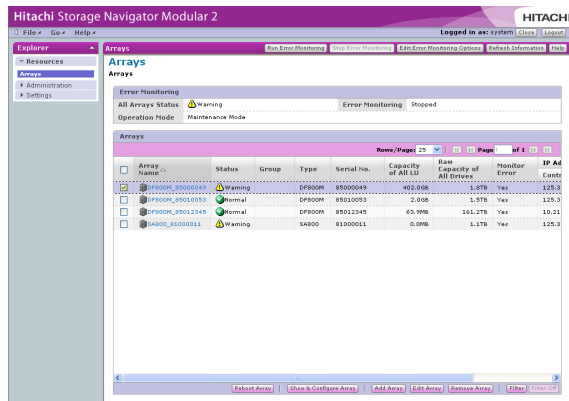 Hitachi Storage Navigator Modular 2
HITACHI
File Go Help
Logged in as: system Close Logout
Explorer
Resources
Arrays
Administration
Settings
Arrays
Run Error Monitoring Stop Error Monitoring Edit Error Monitoring Options Refresh Information Help
Arrays
Arrays
Error Monitoring
All Arrays Status Warning Error Monitoring Stopped
Operation Mode Maintenance Mode
Arrays
Rows/Page: 25 Page 1 of 1
Array Name Status Group Type Serial No. Capacity of All LU Raw Capacity of All Drives Monitor Error IP Ad
Contr
DF800M_85000049 Warning DF800M 85000049 402.0GB 1.8TB Yes 125.3
DF800M_85010053 Normal DF800M 85010053 2.0GB 1.5TB Yes 125.3
DF800M_85012345 Normal DF800M 85012345 63.9MB 161.2TB Yes 10.21
SA800_81000011 Warning SA800 81000011 0.0MB 1.1TB Yes 125.3
Reboot Array Show & Configure Array Add Array Edit Array Remove Array Filter Filter Off